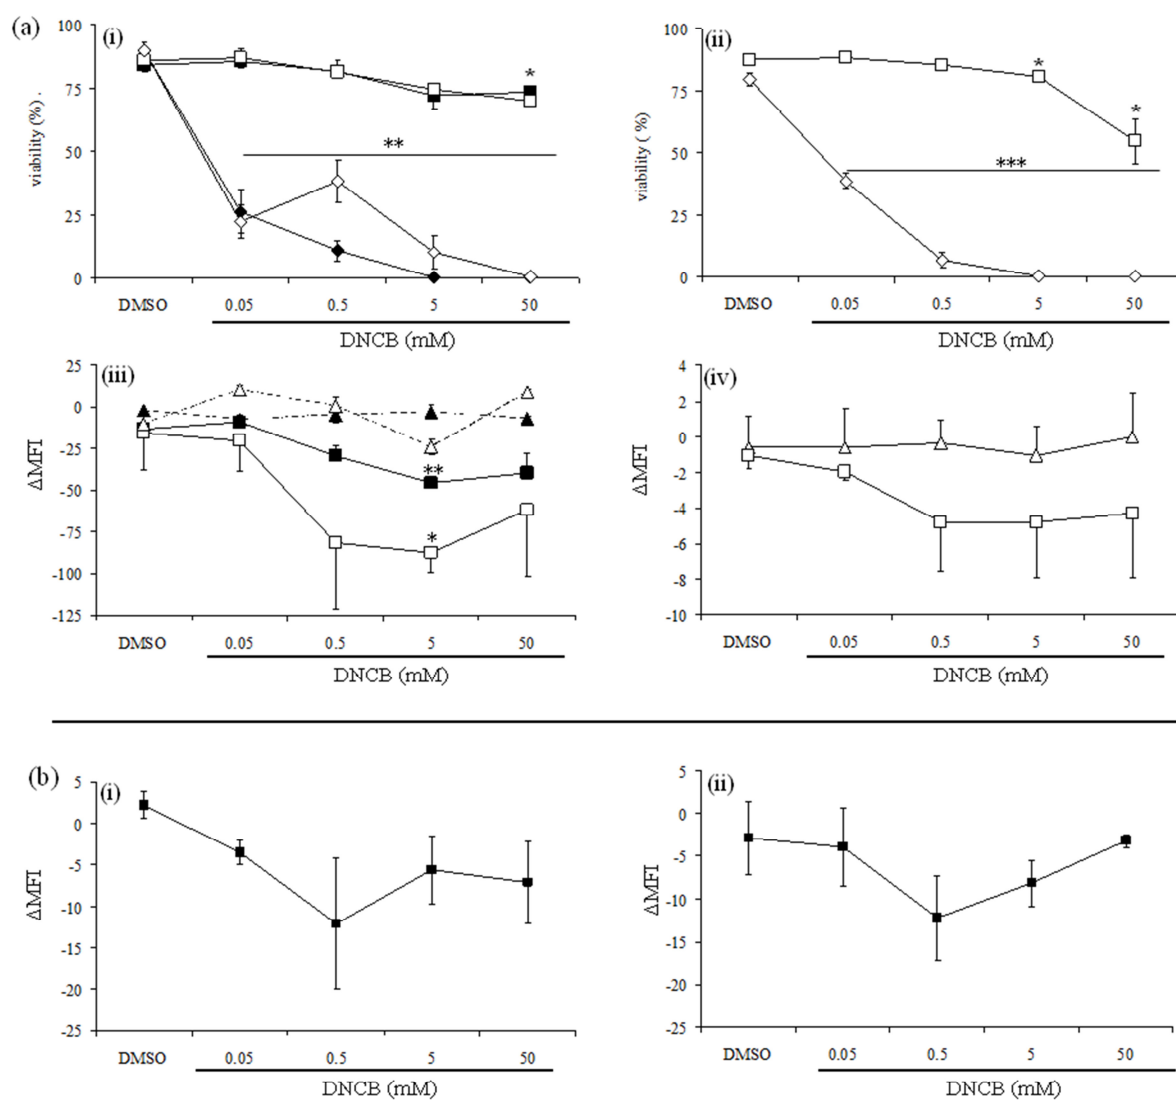 (a)
(i)
100
75
50
25
0
viability (%) .
*
**
DMSO 0.05 0.5 5 50
DNCB (mM)
(ii)
100
75
50
25
0
viability ( %)
*
*
***
DMSO 0.05 0.5 5 50
DNCB (mM)
(iii)
25
0
-25
-50
-75
-100
-125
ΔMFI
**
*
DMSO 0.05 0.5 5 50
DNCB (mM)
(iv)
4
2
0
-2
-4
-6
-8
-10
ΔMFI
DMSO 0.05 0.5 5 50
DNCB (mM)
(b)
(i)
5
0
-5
-10
-15
-20
-25
ΔMFI
DMSO 0.05 0.5 5 50
DNCB (mM)
(ii)
5
0
-5
-10
-15
-20
-25
ΔMFI
DMSO 0.05 0.5 5 50
DNCB (mM)